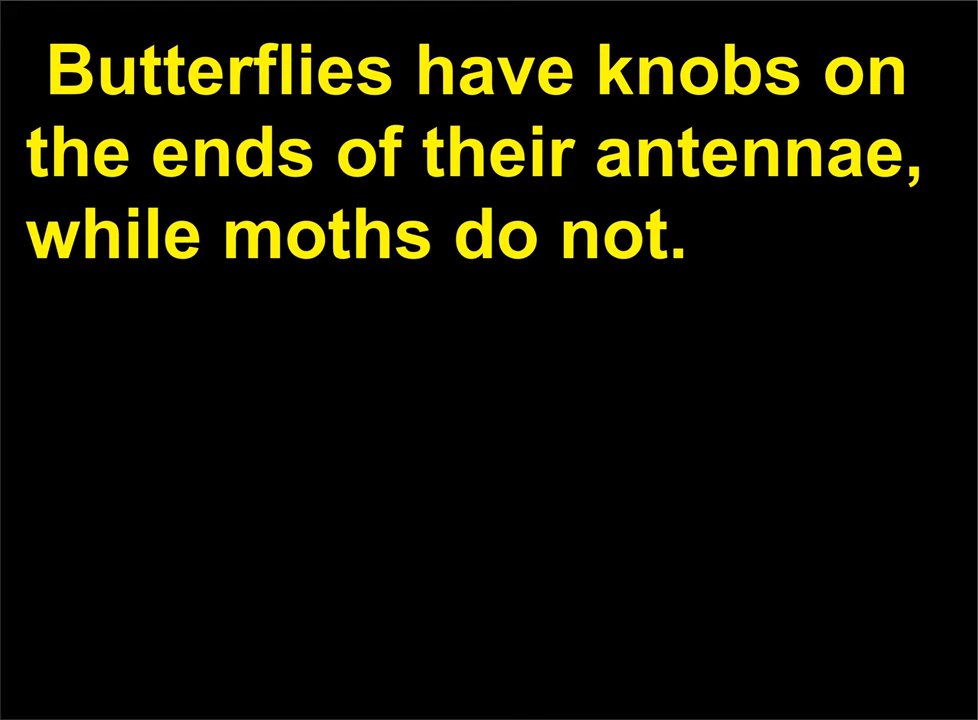 Butterflies have knobs on
the ends of their antennae,
while moths do not.